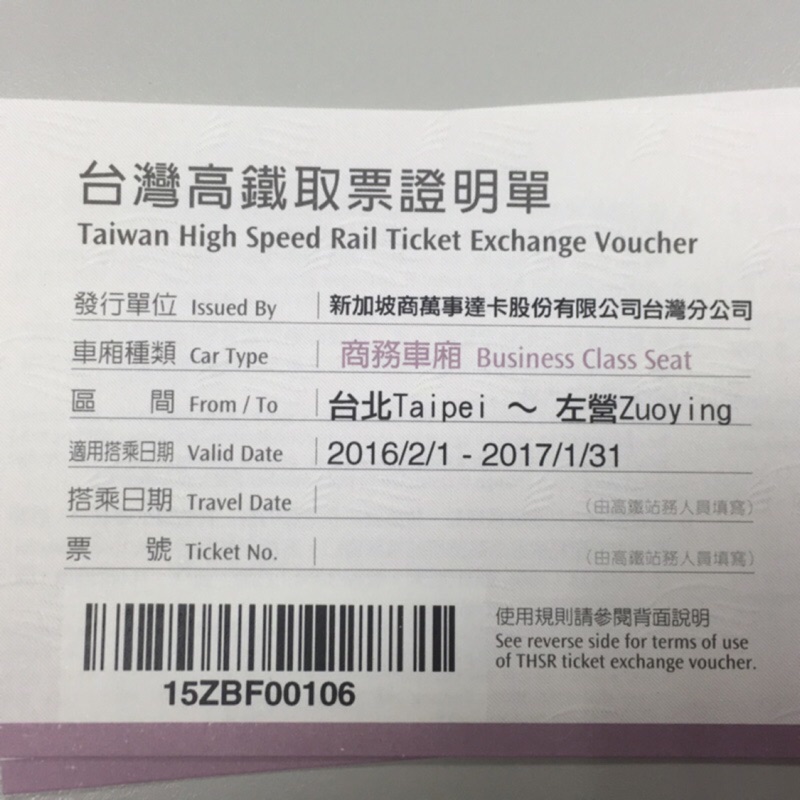 台灣高鐵取票證明單
Taiwan High Speed Rail Ticket Exchange Voucher
發行單位 Issued By 新加坡商萬事達卡股份有限公司台灣分公司
車廂種類 Car Type 商務車廂 Business Class Seat
區間 From / To 台北Taipei ～ 左營Zuoying
適用搭乘日期 Valid Date 2016/2/1 - 2017/1/31
搭乘日期 Travel Date (由高鐵站務人員填寫)
票號 Ticket No. (由高鐵站務人員填寫)
使用規則請參閱背面說明
See reverse side for terms of use
of THSR ticket exchange voucher.
15ZBF00106